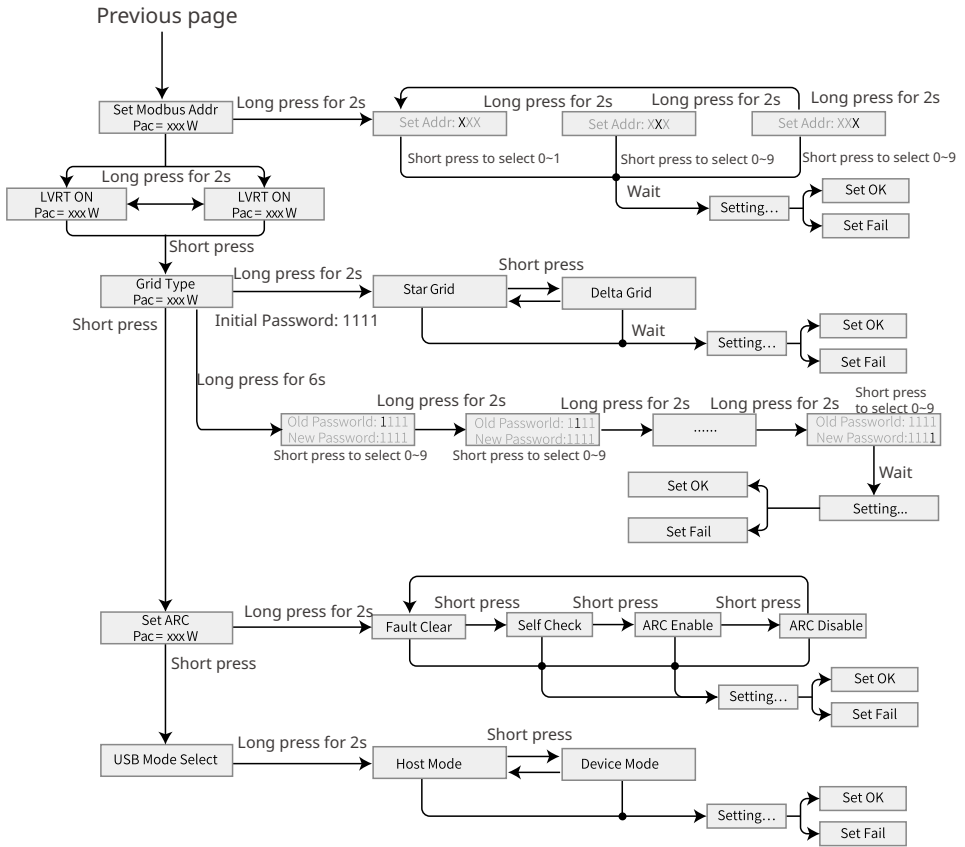 Previous page
Set Modbus Addr
Pac= xxx W
Long press for 2s
Set Addr: XXX
Long press for 2s
Set Addr: XXX
Long press for 2s
Set Addr: XXX
Long press for 2s
Short press to select 0~1
Short press to select 0~9
Short press to select 0~9
Wait
Setting...
Set OK
Set Fail
Long press for 2s
LVRT ON
Pac= xxx W
LVRT ON
Pac= xxx W
Short press
Grid Type
Pac= xxx W
Long press for 2s
Star Grid
Short press
Delta Grid
Initial Password: 1111
Wait
Setting...
Set OK
Set Fail
Short press
Long press for 6s
Old Passworld: 1111
New Password:1111
Short press to select 0~9
Long press for 2s
Old Passworld: 1111
New Password:1111
Short press to select 0~9
Long press for 2s
......
Long press for 2s
Short press
to select 0~9
Old Passworld: 1111
New Password:1111
Wait
Setting...
Set OK
Set Fail
Set ARC
Pac= xxx W
Long press for 2s
Fault Clear
Short press
Self Check
Short press
ARC Enable
Short press
ARC Disable
Setting...
Set OK
Set Fail
Short press
USB Mode Select
Long press for 2s
Host Mode
Short press
Device Mode
Setting...
Set OK
Set Fail